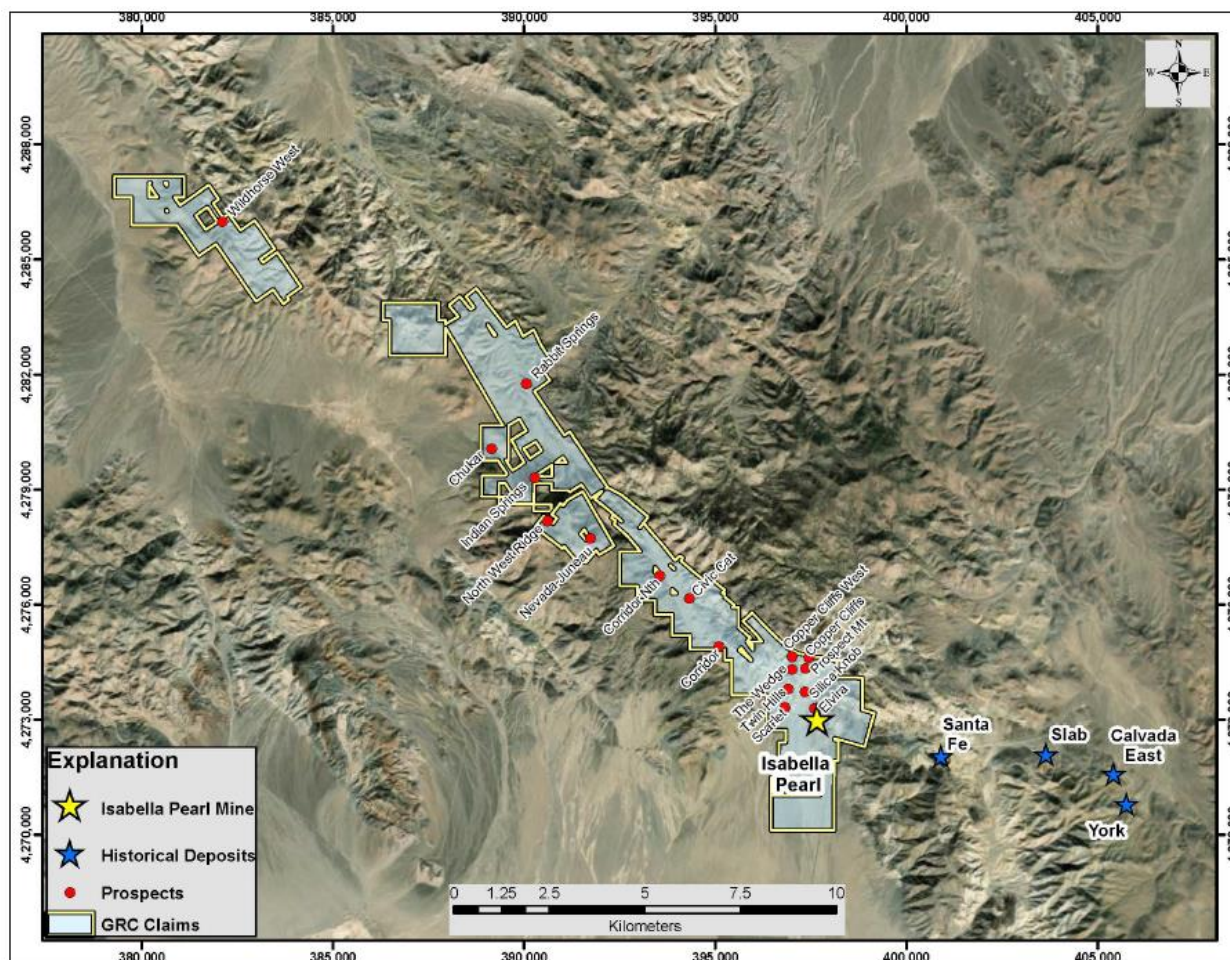 380,000 385,000 390,000 395,000 400,000 405,000
N
W E
S
4,288,000
4,285,000
4,282,000
4,279,000
4,276,000
4,273,000
4,270,000
Wildhorse West
Rabbit Springs
Chukar
Indian Springs
North West Ridge
Nevada-Juneau
Corridor Nth
Civic Cat
Corridor
Copper Cliffs West
Copper Cliffs
Prospect Mt
The Wedge
Silica Knob
Twin Hills
Elvira
Scarlet
Isabella
Pearl
Santa
Fe
Slab
Calvada
East
York
Explanation
Isabella Pearl Mine
Historical Deposits
Prospects
GRC Claims
0 1.25 2.5 5 7.5 10
Kilometers
380,000 385,000 390,000 395,000 400,000 405,000